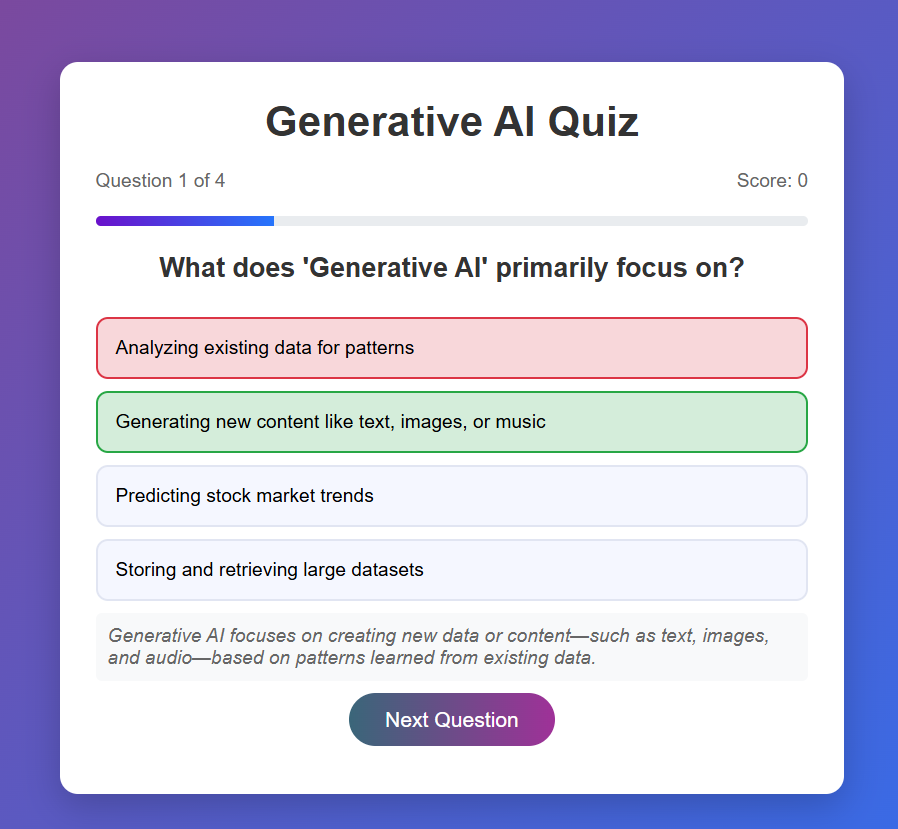 Generative AI Quiz
Question 1 of 4
Score: 0
What does 'Generative AI' primarily focus on?
Analyzing existing data for patterns
Generating new content like text, images, or music
Predicting stock market trends
Storing and retrieving large datasets
Generative AI focuses on creating new data or content—such as text, images,
and audio—based on patterns learned from existing data.
Next Question